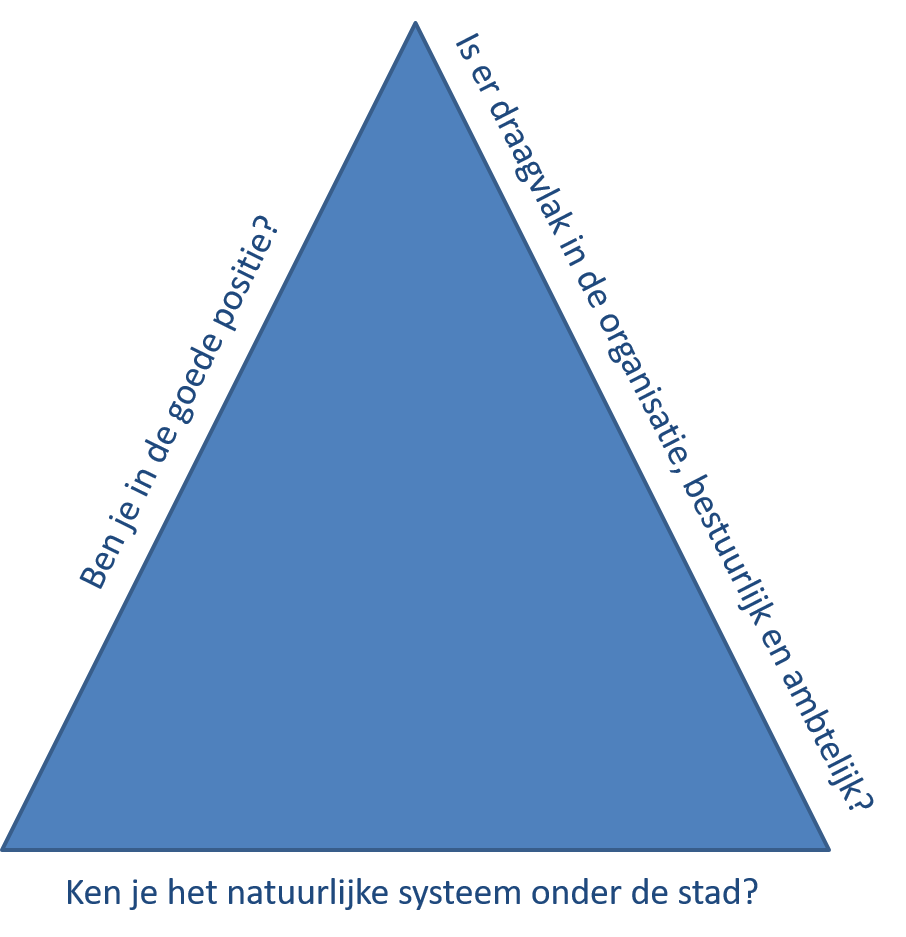 Ben je in de goede positie?
Is er draagvlak in de organisatie, bestuurlijk en ambtelijk?
Ken je het natuurlijke systeem onder de stad?